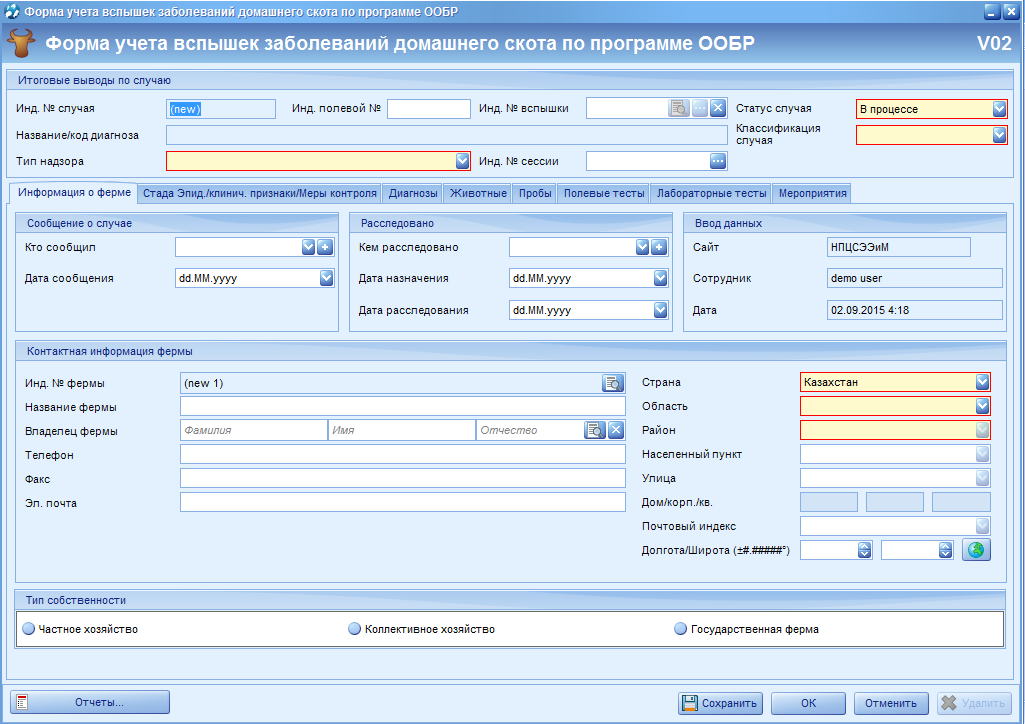 Форма учета вспышек заболеваний домашнего скота по программе ООБР
Форма учета вспышек заболеваний домашнего скота по программе ООБР V02
Итоговые выводы по случаю
Инд. № случая (new) Инд. полевой № Инд. № вспышки Статус случая В процессе
Название/код диагноза Классификация случая
Тип надзора Инд. № сессии
Информация о ферме Стада Эпид./клинич. признаки/Меры контроля Диагнозы Животные Пробы Полевые тесты Лабораторные тесты Мероприятия
Сообщение о случае Расследовано Ввод данных
Кто сообщил Кем расследовано Сайт НПЦСЭЭиМ
Дата сообщения dd.MM.yyyy Дата назначения dd.MM.yyyy Сотрудник demo user
Дата расследования dd.MM.yyyy Дата 02.09.2015 4:18
Контактная информация фермы
Инд. № фермы (new 1) Страна Казахстан
Название фермы Область
Владелец фермы Фамилия Имя Отчество Район
Телефон Населенный пункт
Факс Улица
Эл. почта Дом/корп./кв.
Почтовый индекс
Долгота/Широта (±#.#####°)
Тип собственности
Частное хозяйство Коллективное хозяйство Государственная ферма
Отчеты... Сохранить ОК Отменить Удалить